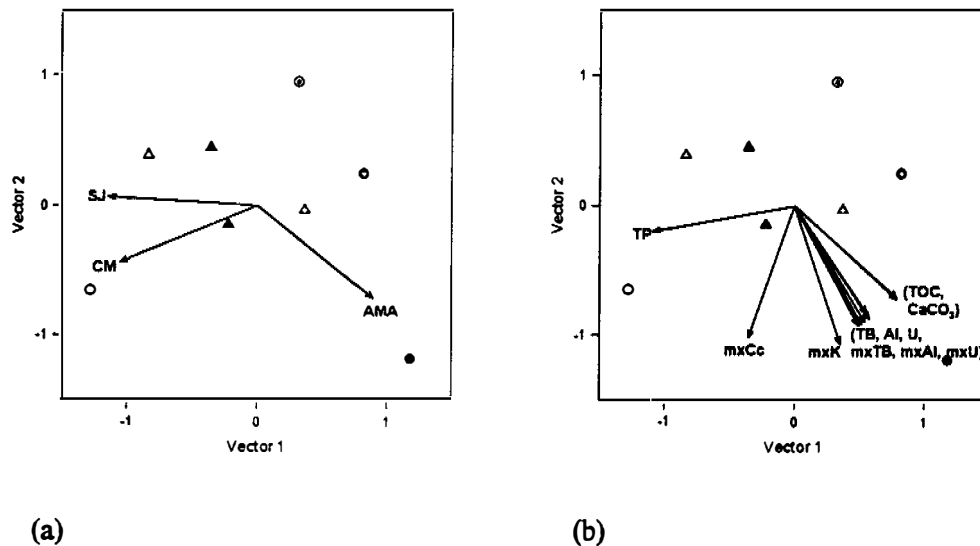 1
0
-1
Vector 2
SJ
CM
AMA
-1
0
1
Vector 1
(a)
1
0
-1
Vector 2
TP
(TOC,
CaCO₃)
(TB, Al, U,
mxTB, mxAl, mxU)
mxCc
mxK
-1
0
1
Vector 1
(b)